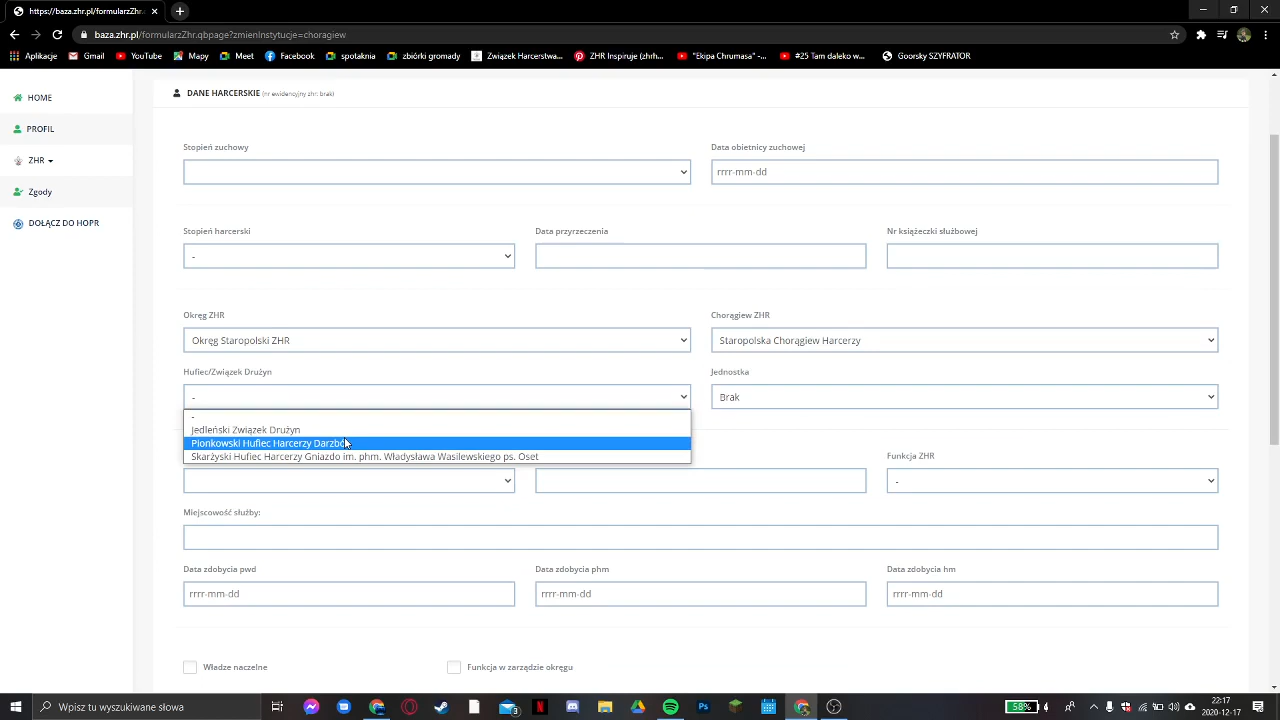 https://baza.zhr.pl/formularzZhr.
baza.zhr.pl/formularzZhr.qbpage?zmienInstytucje=choragiew
Aplikacje Gmail YouTube Mapy Meet Facebook spotaknia zbiórki gromady Związek Harcerstwa... ZHR Inspiruje (zhrh... "Ekipa Chrumasa" -... #25 Tam daleko w... Goorsky SZYFRATOR
HOME
PROFIL
ZHR
Zgody
DOŁĄCZ DO HOPR
DANE HARCERSKIE (nr ewidencyjny zhr: brak)
Stopień zuchowy Data obietnicy zuchowej
rrrr-mm-dd
Stopień harcerski Data przyrzeczenia Nr książeczki służbowej
-
Okręg ZHR Chorągiew ZHR
Okręg Staropolski ZHR Staropolska Chorągiew Harcerzy
Hufiec/Związek Drużyn Jednostka
- Brak
-
Jedleński Związek Drużyn
Pionkowski Hufiec Harcerzy Darzbó
Skarżyski Hufiec Harcerzy Gniazdo im. phm. Władysława Wasilewskiego ps. Oset
Funkcja ZHR
-
Miejscowość służby:
Data zdobycia pwd Data zdobycia phm Data zdobycia hm
rrrr-mm-dd rrrr-mm-dd rrrr-mm-dd
Władze naczelne Funkcja w zarządzie okręgu
Wpisz tu wyszukiwane słowa 3 58% 22:17
2020-12-17